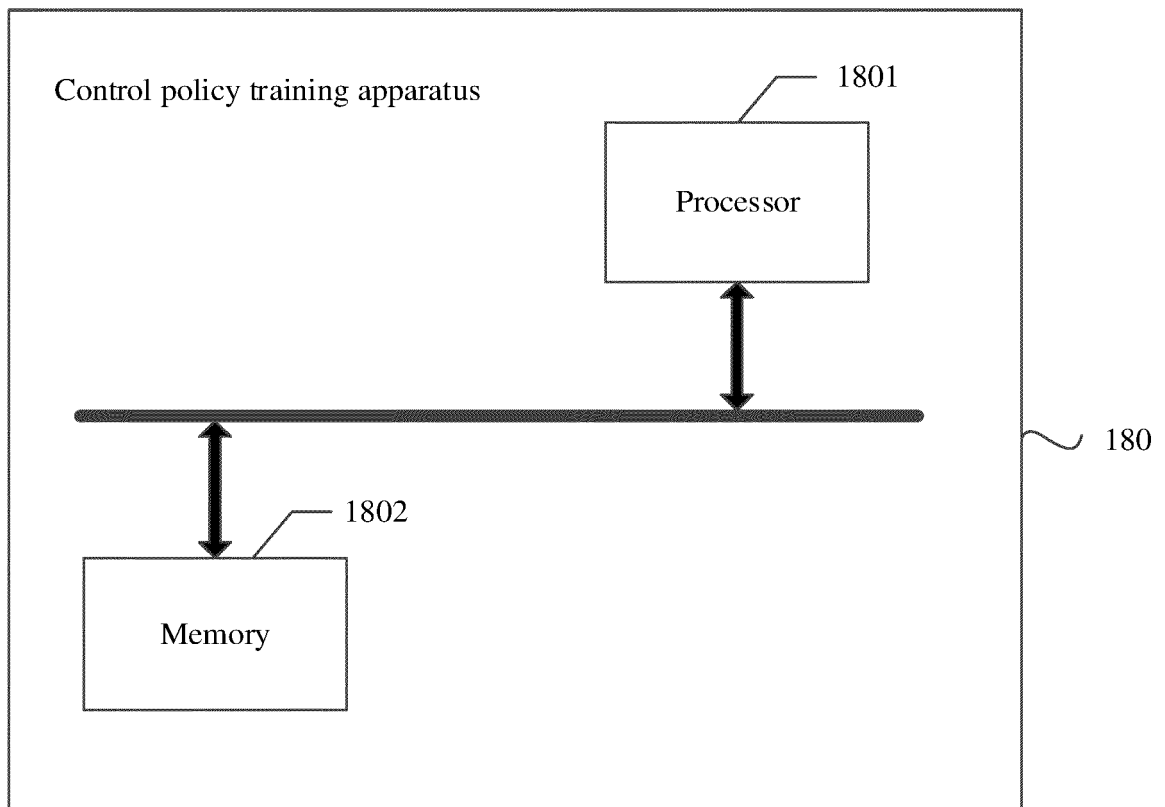 1801
Control policy training apparatus
Processor
180
1802
Memory